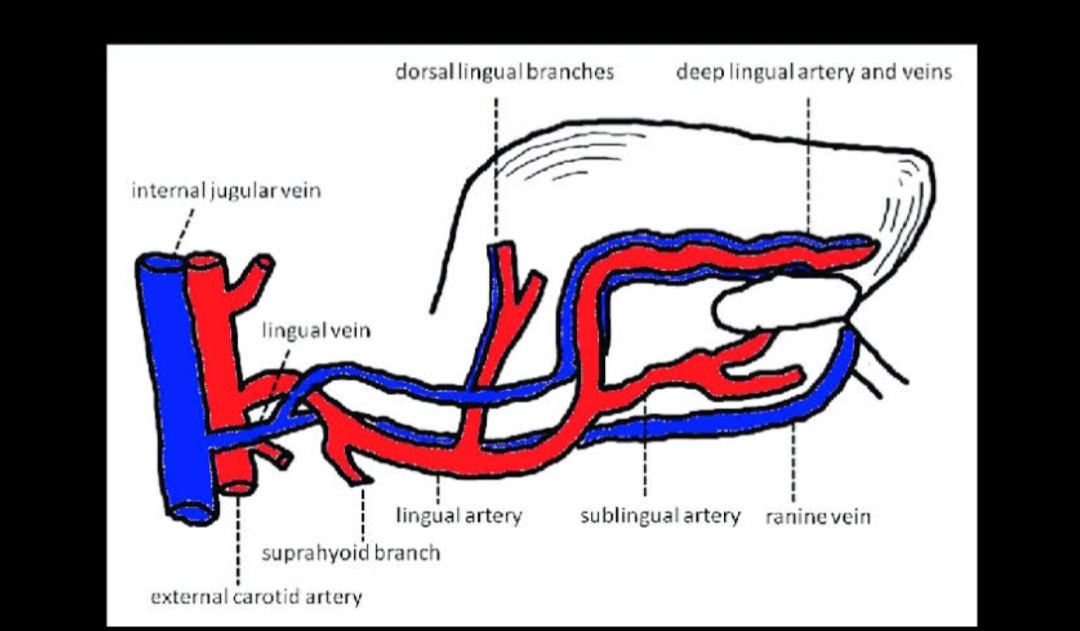 dorsal lingual branches
deep lingual artery and veins
internal jugular vein
lingual vein
lingual artery
sublingual artery
ranine vein
suprahyoid branch
external carotid artery